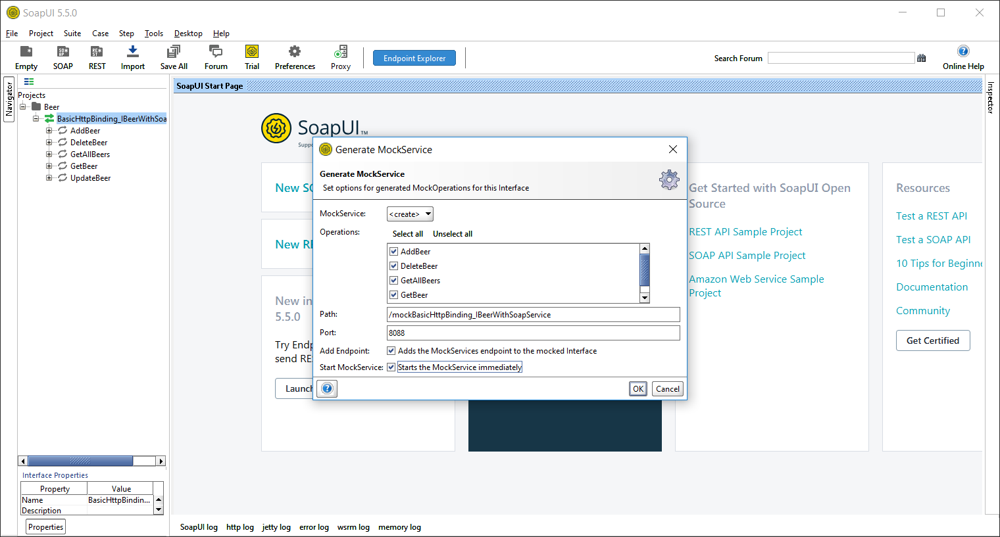 SoapUI 5.5.0
File Project Suite Case Step Tools Desktop Help
Empty SOAP REST Import Save All Forum Trial Preferences Proxy
Endpoint Explorer
Search Forum
Online Help
Navigator
Projects
Beer
BasicHttpBinding_IBeerWithSoa
AddBeer
DeleteBeer
GetAllBeers
GetBeer
UpdateBeer
Interface Properties
Property Value
Name BasicHttpBindin...
Description
Properties
SoapUI Start Page
SoapUI™
Supp
New SO
New RE
New in
5.5.0
Try Endp
send RE
Launch
Generate MockService
Generate MockService
Set options for generated MockOperations for this Interface
MockService: <create>
Operations: Select all Unselect all
AddBeer
DeleteBeer
GetAllBeers
GetBeer
Path: /mockBasicHttpBinding_IBeerWithSoapService
Port: 8088
Add Endpoint: Adds the MockServices endpoint to the mocked Interface
Start MockService: Starts the MockService immediately
OK Cancel
Get Started with SoapUI Open
Source
REST API Sample Project
SOAP API Sample Project
Amazon Web Service Sample
Project
Resources
Test a REST API
Test a SOAP API
10 Tips for Beginne
Documentation
Community
Get Certified
Inspector
SoapUI log http log jetty log error log wsrm log memory log